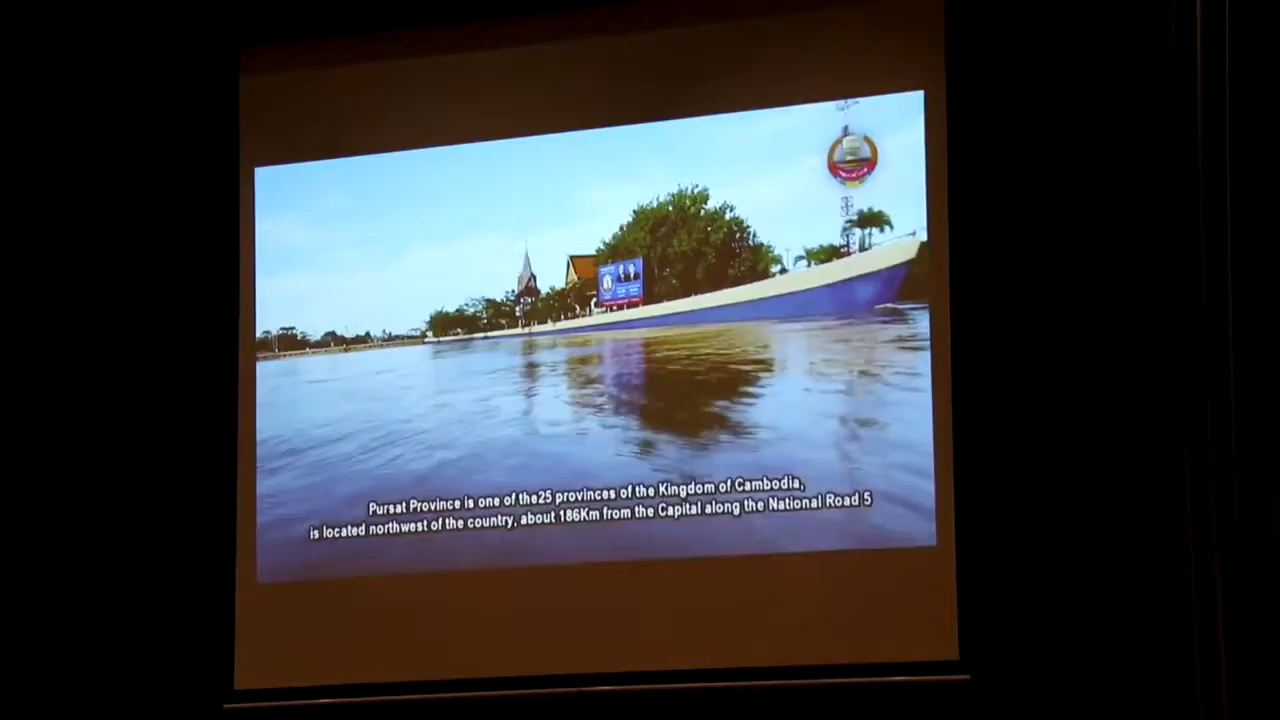 Pursat Province is one of the25 provinces of the Kingdom of Cambodia,
is located northwest of the country, about 186Km from the Capital along the National Road 5